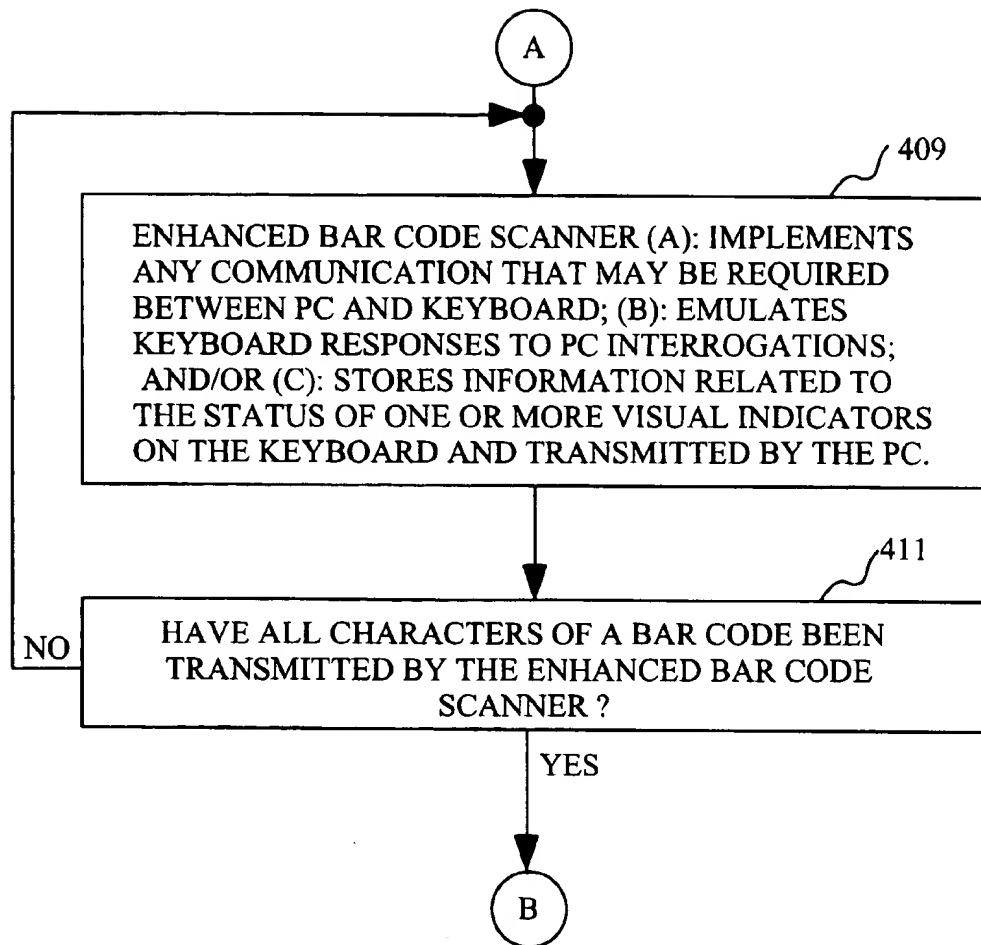 A
409
ENHANCED BAR CODE SCANNER (A): IMPLEMENTS
ANY COMMUNICATION THAT MAY BE REQUIRED
BETWEEN PC AND KEYBOARD; (B): EMULATES
KEYBOARD RESPONSES TO PC INTERROGATIONS;
AND/OR (C): STORES INFORMATION RELATED TO
THE STATUS OF ONE OR MORE VISUAL INDICATORS
ON THE KEYBOARD AND TRANSMITTED BY THE PC.
411
HAVE ALL CHARACTERS OF A BAR CODE BEEN
TRANSMITTED BY THE ENHANCED BAR CODE
SCANNER ?
NO
YES
B